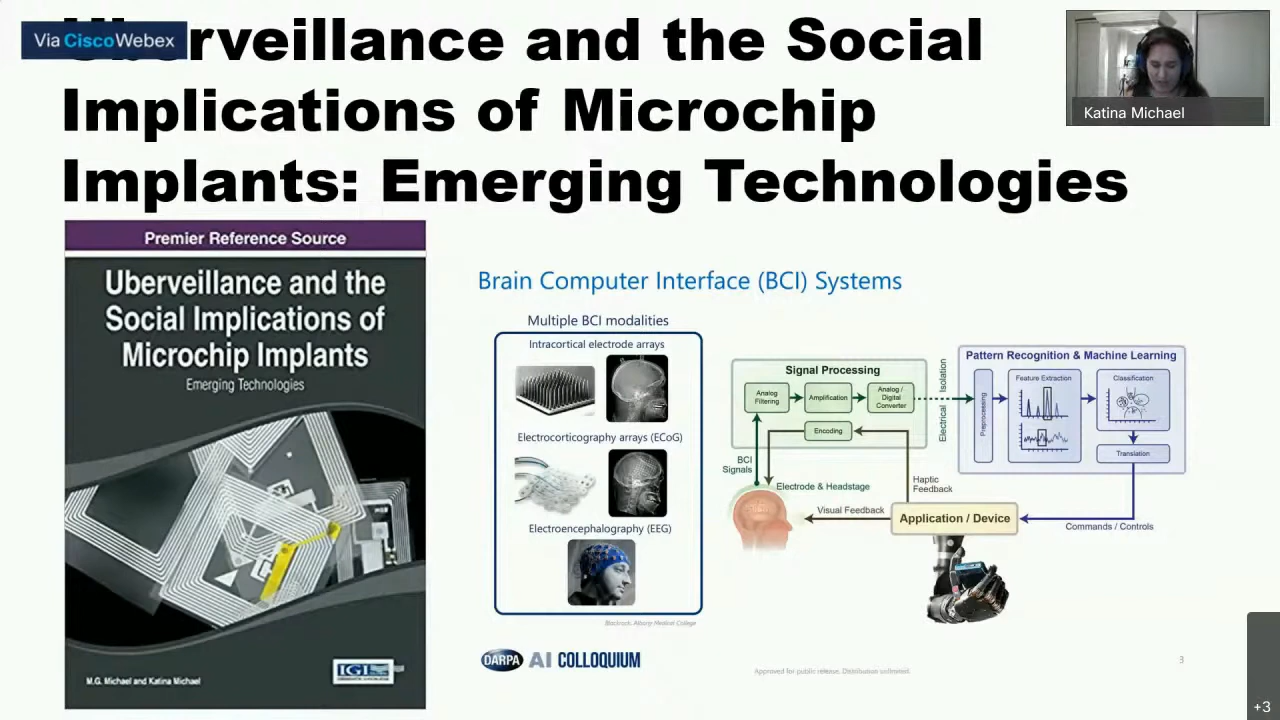 Via Cisco Webex
rveillance and the Social
Implications of Microchip
Implants: Emerging Technologies
Katina Michael
Premier Reference Source
Uberveillance and the
Social Implications of
Microchip Implants
Emerging Technologies
M.G. Michael and Katina Michael
IGI
Brain Computer Interface (BCI) Systems
Multiple BCI modalities
Intracortical electrode arrays
Electrocorticography arrays (ECoG)
Electroencephalography (EEG)
Blackrock, Albany Medical College
Signal Processing
Analog
Filtering
Amplification
Analog /
Digital
Converter
Encoding
Electrical Isolation
BCI
Signals
Electrode & Headstage
Haptic
Feedback
Visual Feedback
Application / Device
Pattern Recognition & Machine Learning
Preprocessing
Feature Extraction
Classification
Translation
Commands / Controls
DARPA AI COLLOQUIUM
Approved for public release. Distribution unlimited.
3
+3